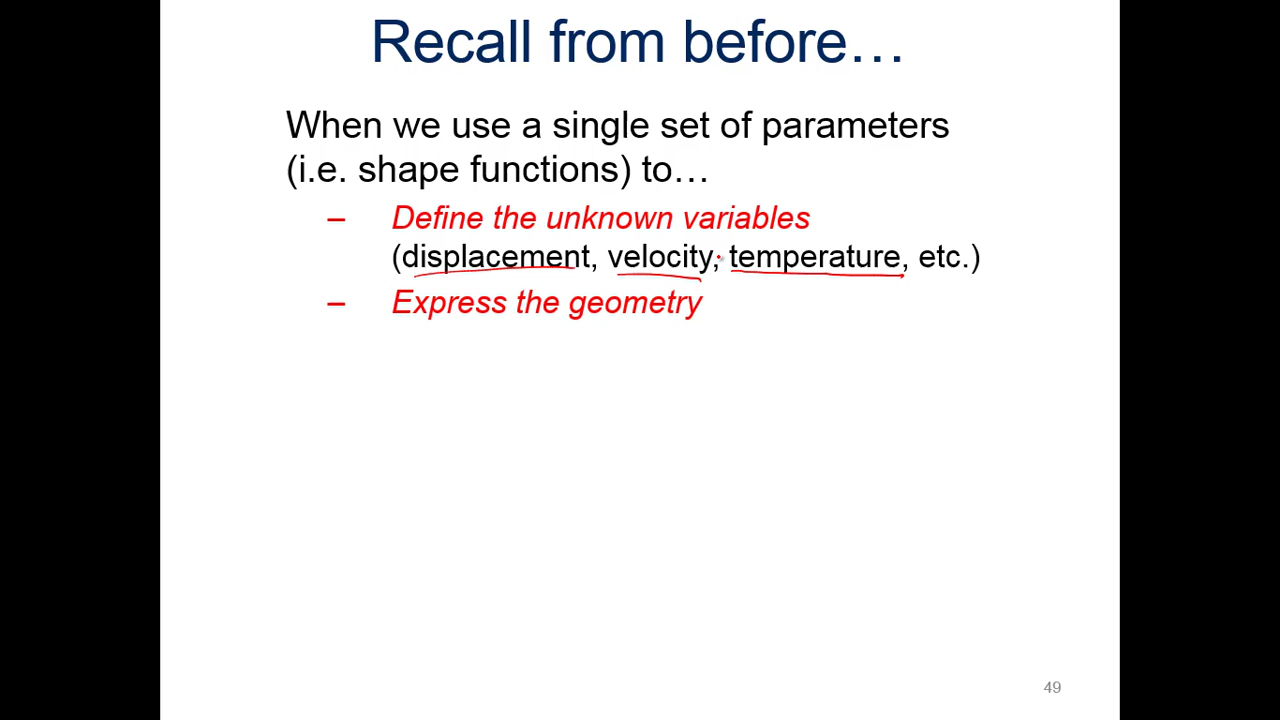 Recall from before…
When we use a single set of parameters
(i.e. shape functions) to…
– Define the unknown variables
(displacement, velocity, temperature, etc.)
– Express the geometry
49